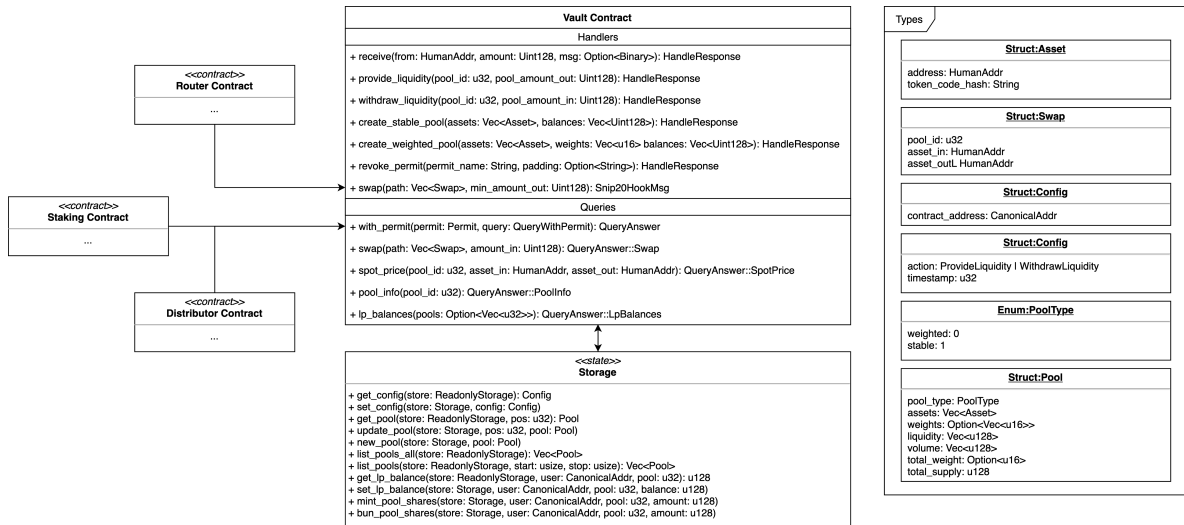 Vault Contract
Handlers
+ receive(from: HumanAddr, amount: Uint128, msg: Option<Binary>): HandleResponse
+ provide_liquidity(pool_id: u32, pool_amount_out: Uint128): HandleResponse
+ withdraw_liquidity(pool_id: u32, pool_amount_in: Uint128): HandleResponse
+ create_stable_pool(assets: Vec<Asset>, balances: Vec<Uint128>): HandleResponse
+ create_weighted_pool(assets: Vec<Asset>, weights: Vec<u16> balances: Vec<Uint128>): HandleResponse
+ revoke_permit(permit_name: String, padding: Option<String>): HandleResponse
+ swap(path: Vec<Swap>, min_amount_out: Uint128): Snip20HookMsg
Queries
+ with_permit(permit: Permit, query: QueryWithPermit): QueryAnswer
+ swap(path: Vec<Swap>, amount_in: Uint128): QueryAnswer::Swap
+ spot_price(pool_id: u32, asset_in: HumanAddr, asset_out: HumanAddr): QueryAnswer::SpotPrice
+ pool_info(pool_id: u32): QueryAnswer::PoolInfo
+ lp_balances(pools: Option<Vec<u32>>): QueryAnswer::LpBalances
<<contract>>
Router Contract
...
<<contract>>
Staking Contract
...
<<contract>>
Distributor Contract
...
<<state>>
Storage
+ get_config(store: ReadonlyStorage): Config
+ set_config(store: Storage, config: Config)
+ get_pool(store: ReadonlyStorage, pos: u32): Pool
+ update_pool(store: Storage, pos: u32, pool: Pool)
+ new_pool(store: Storage, pool: Pool)
+ list_pools_all(store: ReadonlyStorage): Vec<Pool>
+ list_pools(store: ReadonlyStorage, start: usize, stop: usize): Vec<Pool>
+ get_lp_balance(store: ReadonlyStorage, user: CanonicalAddr, pool: u32): u128
+ set_lp_balance(store: Storage, user: CanonicalAddr, pool: u32, balance: u128)
+ mint_pool_shares(store: Storage, user: CanonicalAddr, pool: u32, amount: u128)
+ bun_pool_shares(store: Storage, user: CanonicalAddr, pool: u32, amount: u128)
Types
Struct:Asset
address: HumanAddr
token_code_hash: String
Struct:Swap
pool_id: u32
asset_in: HumanAddr
asset_outL HumanAddr
Struct:Config
contract_address: CanonicalAddr
Struct:Config
action: ProvideLiquidity | WithdrawLiquidity
timestamp: u32
Enum:PoolType
weighted: 0
stable: 1
Struct:Pool
pool_type: PoolType
assets: Vec<Asset>
weights: Option<Vec<u16>>
liquidity: Vec<u128>
volume: Vec<u128>
total_weight: Option<u16>
total_supply: u128